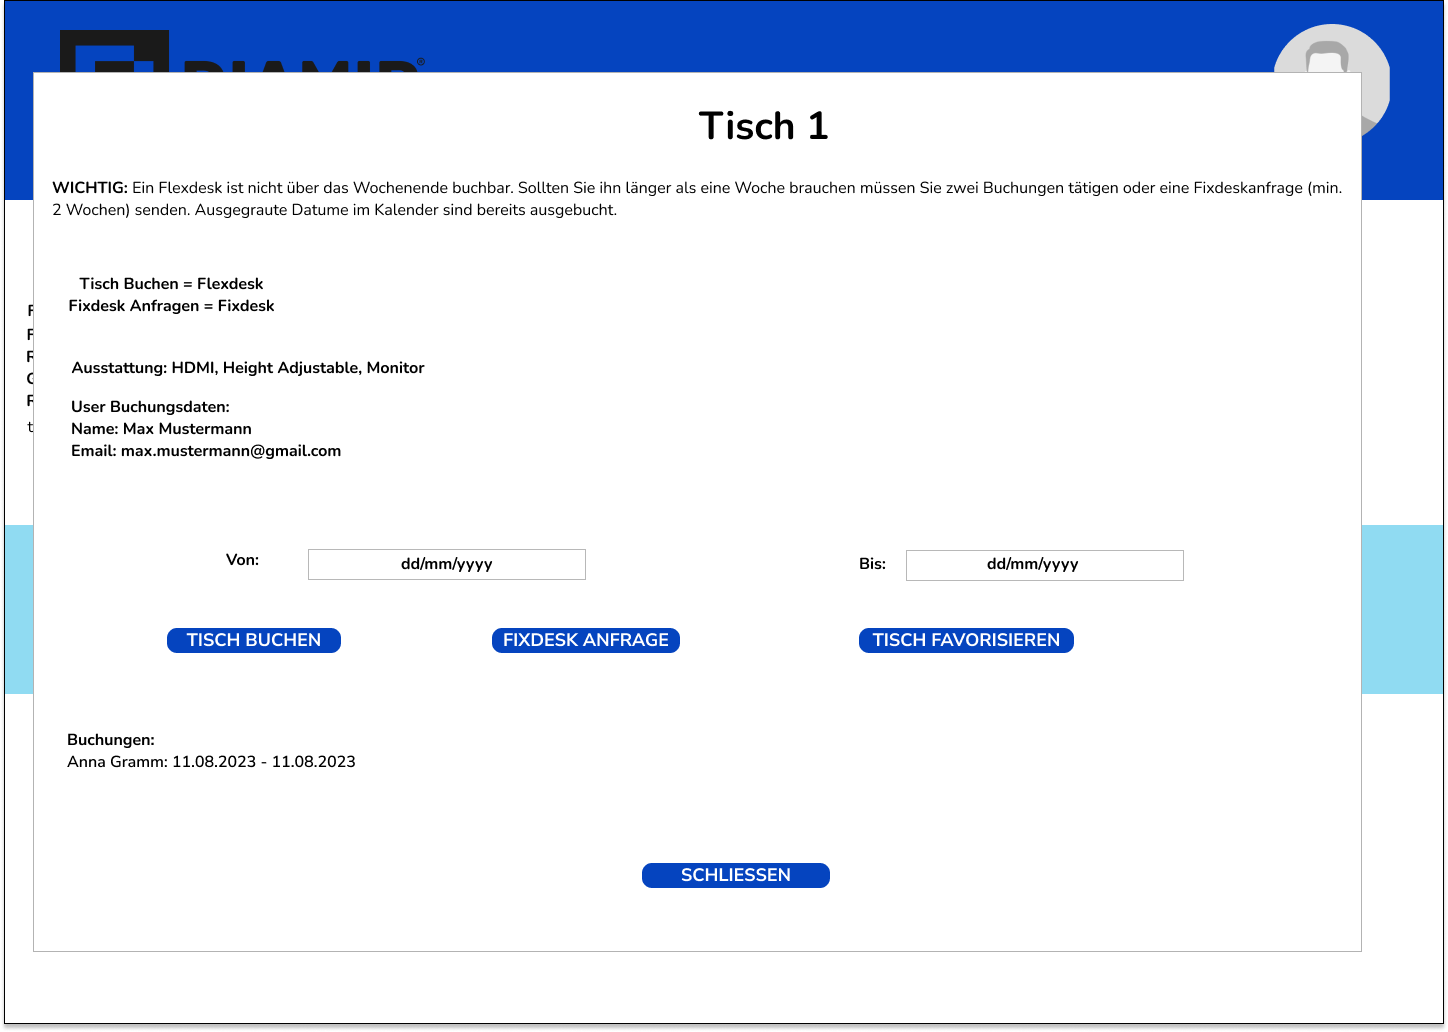 Tisch 1
WICHTIG: Ein Flexdesk ist nicht über das Wochenende buchbar. Sollten Sie ihn länger als eine Woche brauchen müssen Sie zwei Buchungen tätigen oder eine Fixdeskanfrage (min.
2 Wochen) senden. Ausgegraute Datume im Kalender sind bereits ausgebucht.
Tisch Buchen = Flexdesk
Fixdesk Anfragen = Fixdesk
Ausstattung: HDMI, Height Adjustable, Monitor
User Buchungsdaten:
Name: Max Mustermann
Email: max.mustermann@gmail.com
Von: dd/mm/yyyy Bis: dd/mm/yyyy
TISCH BUCHEN FIXDESK ANFRAGE TISCH FAVORISIEREN
Buchungen:
Anna Gramm: 11.08.2023 - 11.08.2023
SCHLIESSEN